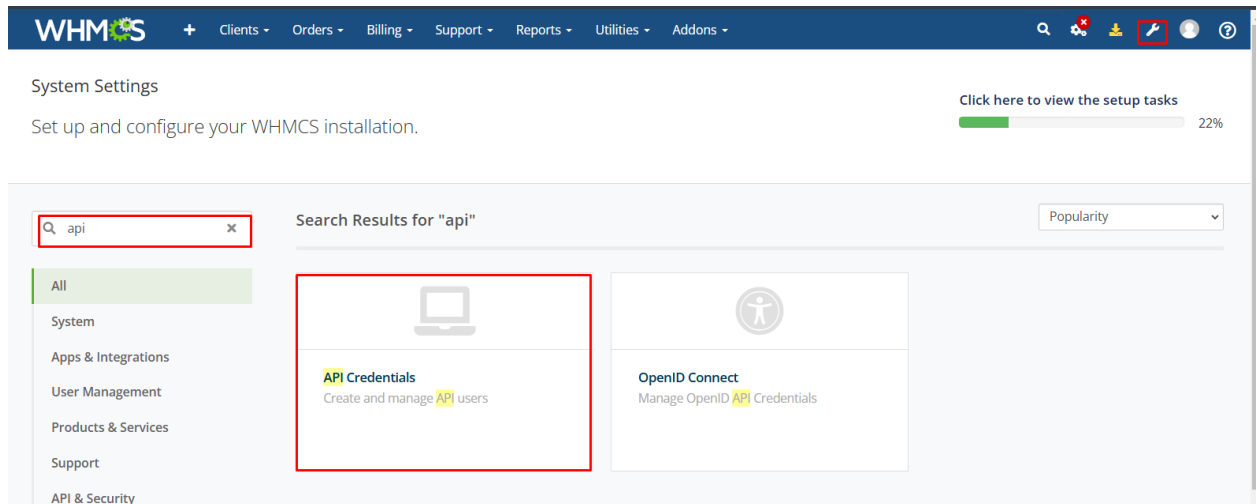 WHMCS + Clients Orders Billing Support Reports Utilities Addons
System Settings
Set up and configure your WHMCS installation.
Click here to view the setup tasks
22%
api
Search Results for "api"
Popularity
All
System
Apps & Integrations
User Management
Products & Services
Support
API & Security
API Credentials
Create and manage API users
OpenID Connect
Manage OpenID API Credentials